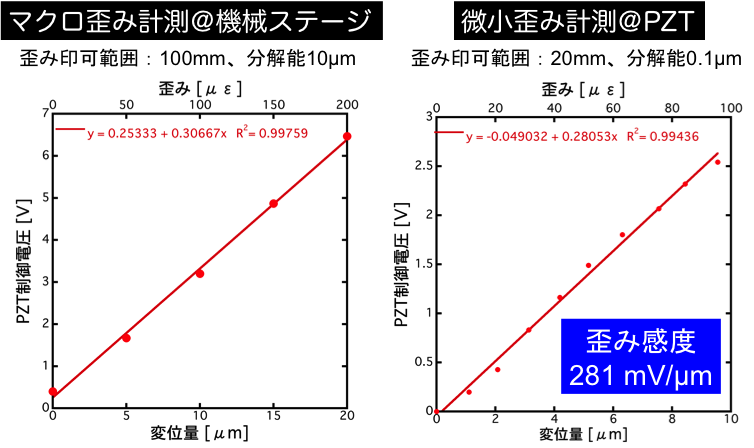 マクロ歪み計測@機械ステージ
歪み印可範囲：100mm、分解能10μm
歪み [μ ε]
0 50 100 150 200
y = 0.25333 + 0.30667x R²= 0.99759
7
6
5
4
3
2
1
0
PZT制御電圧 [V]
0 5 10 15 20
変位量 [μm]
微小歪み計測@PZT
歪み印可範囲：20mm、分解能0.1μm
歪み [μ ε]
0 20 40 60 80 100
y = -0.049032 + 0.28053x R²= 0.99436
3
2.5
2
1.5
1
0.5
0
PZT制御電圧 [V]
歪み感度
281 mV/μm
0 2 4 6 8 10
変位量 [μm]